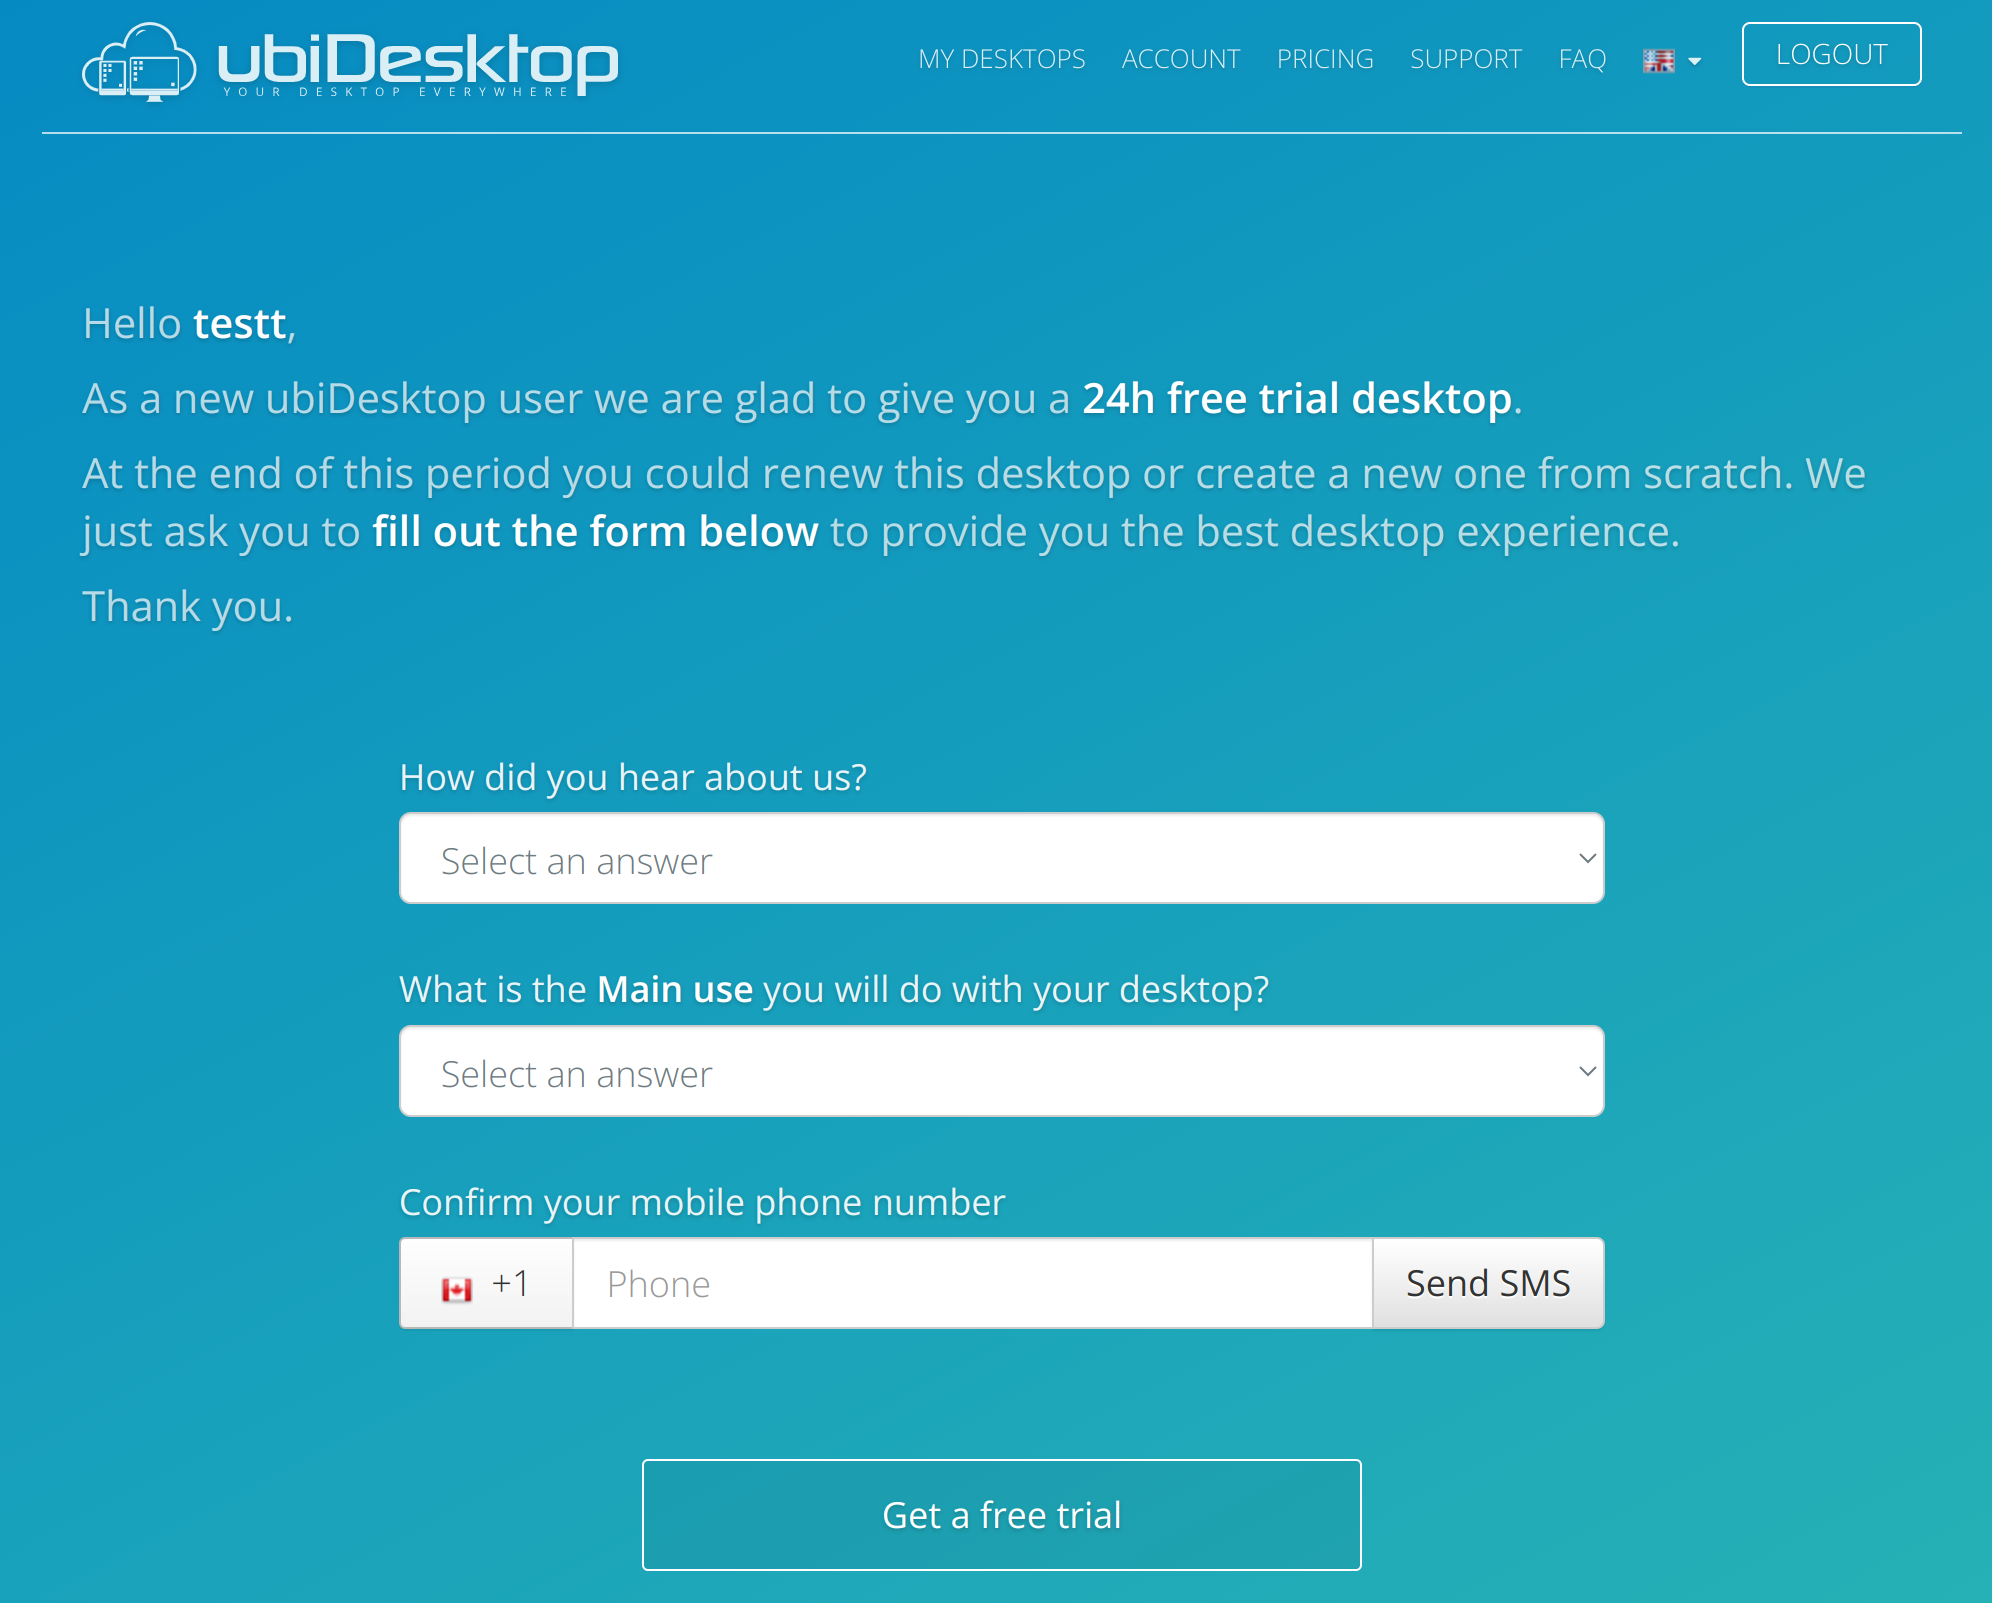 ubiDesktop
YOUR DESKTOP EVERYWHERE
MY DESKTOPS ACCOUNT PRICING SUPPORT FAQ LOGOUT
Hello testt,
As a new ubiDesktop user we are glad to give you a 24h free trial desktop.
At the end of this period you could renew this desktop or create a new one from scratch. We
just ask you to fill out the form below to provide you the best desktop experience.
Thank you.
How did you hear about us?
Select an answer
What is the Main use you will do with your desktop?
Select an answer
Confirm your mobile phone number
+1 Phone Send SMS
Get a free trial